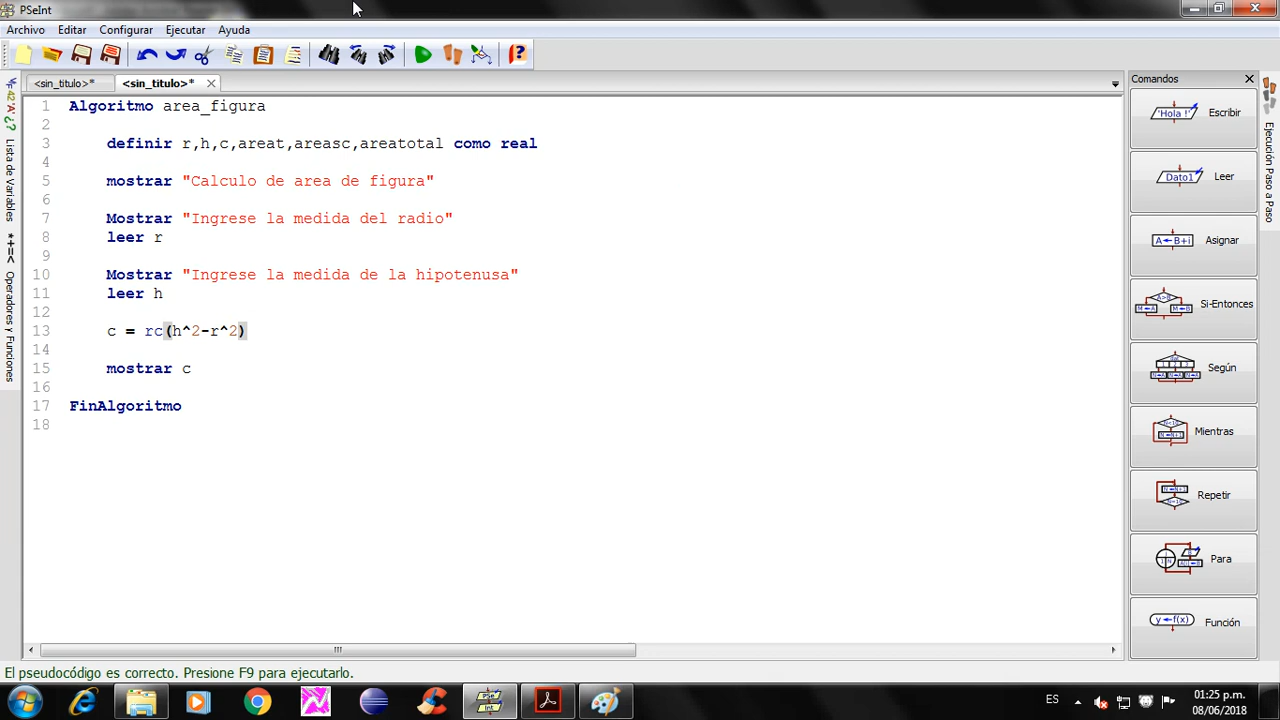 PSeInt
Archivo Editar Configurar Ejecutar Ayuda
<sin_titulo>* <sin_titulo>*
Lista de Variables
Operadores y Funciones
1 Algoritmo area_figura
2
3 definir r,h,c,areat,areasc,areatotal como real
4
5 mostrar "Calculo de area de figura"
6
7 Mostrar "Ingrese la medida del radio"
8 leer r
9
10 Mostrar "Ingrese la medida de la hipotenusa"
11 leer h
12
13 c = rc(h^2-r^2)
14
15 mostrar c
16
17 FinAlgoritmo
18
Comandos
'Hola !' Escribir
Dato1 Leer
A←B+i Asignar
Si-Entonces
Según
Mientras
Repetir
Para
y←f(x) Función
Ejecución Paso a Paso
El pseudocódigo es correcto. Presione F9 para ejecutarlo.
ES
01:25 p.m.
08/06/2018